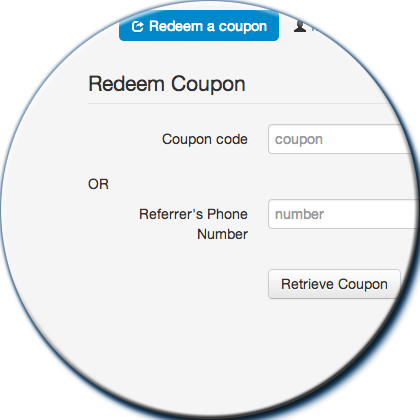 Redeem a coupon
Redeem Coupon
Coupon code
coupon
OR
Referrer's Phone
Number
number
Retrieve Coupon